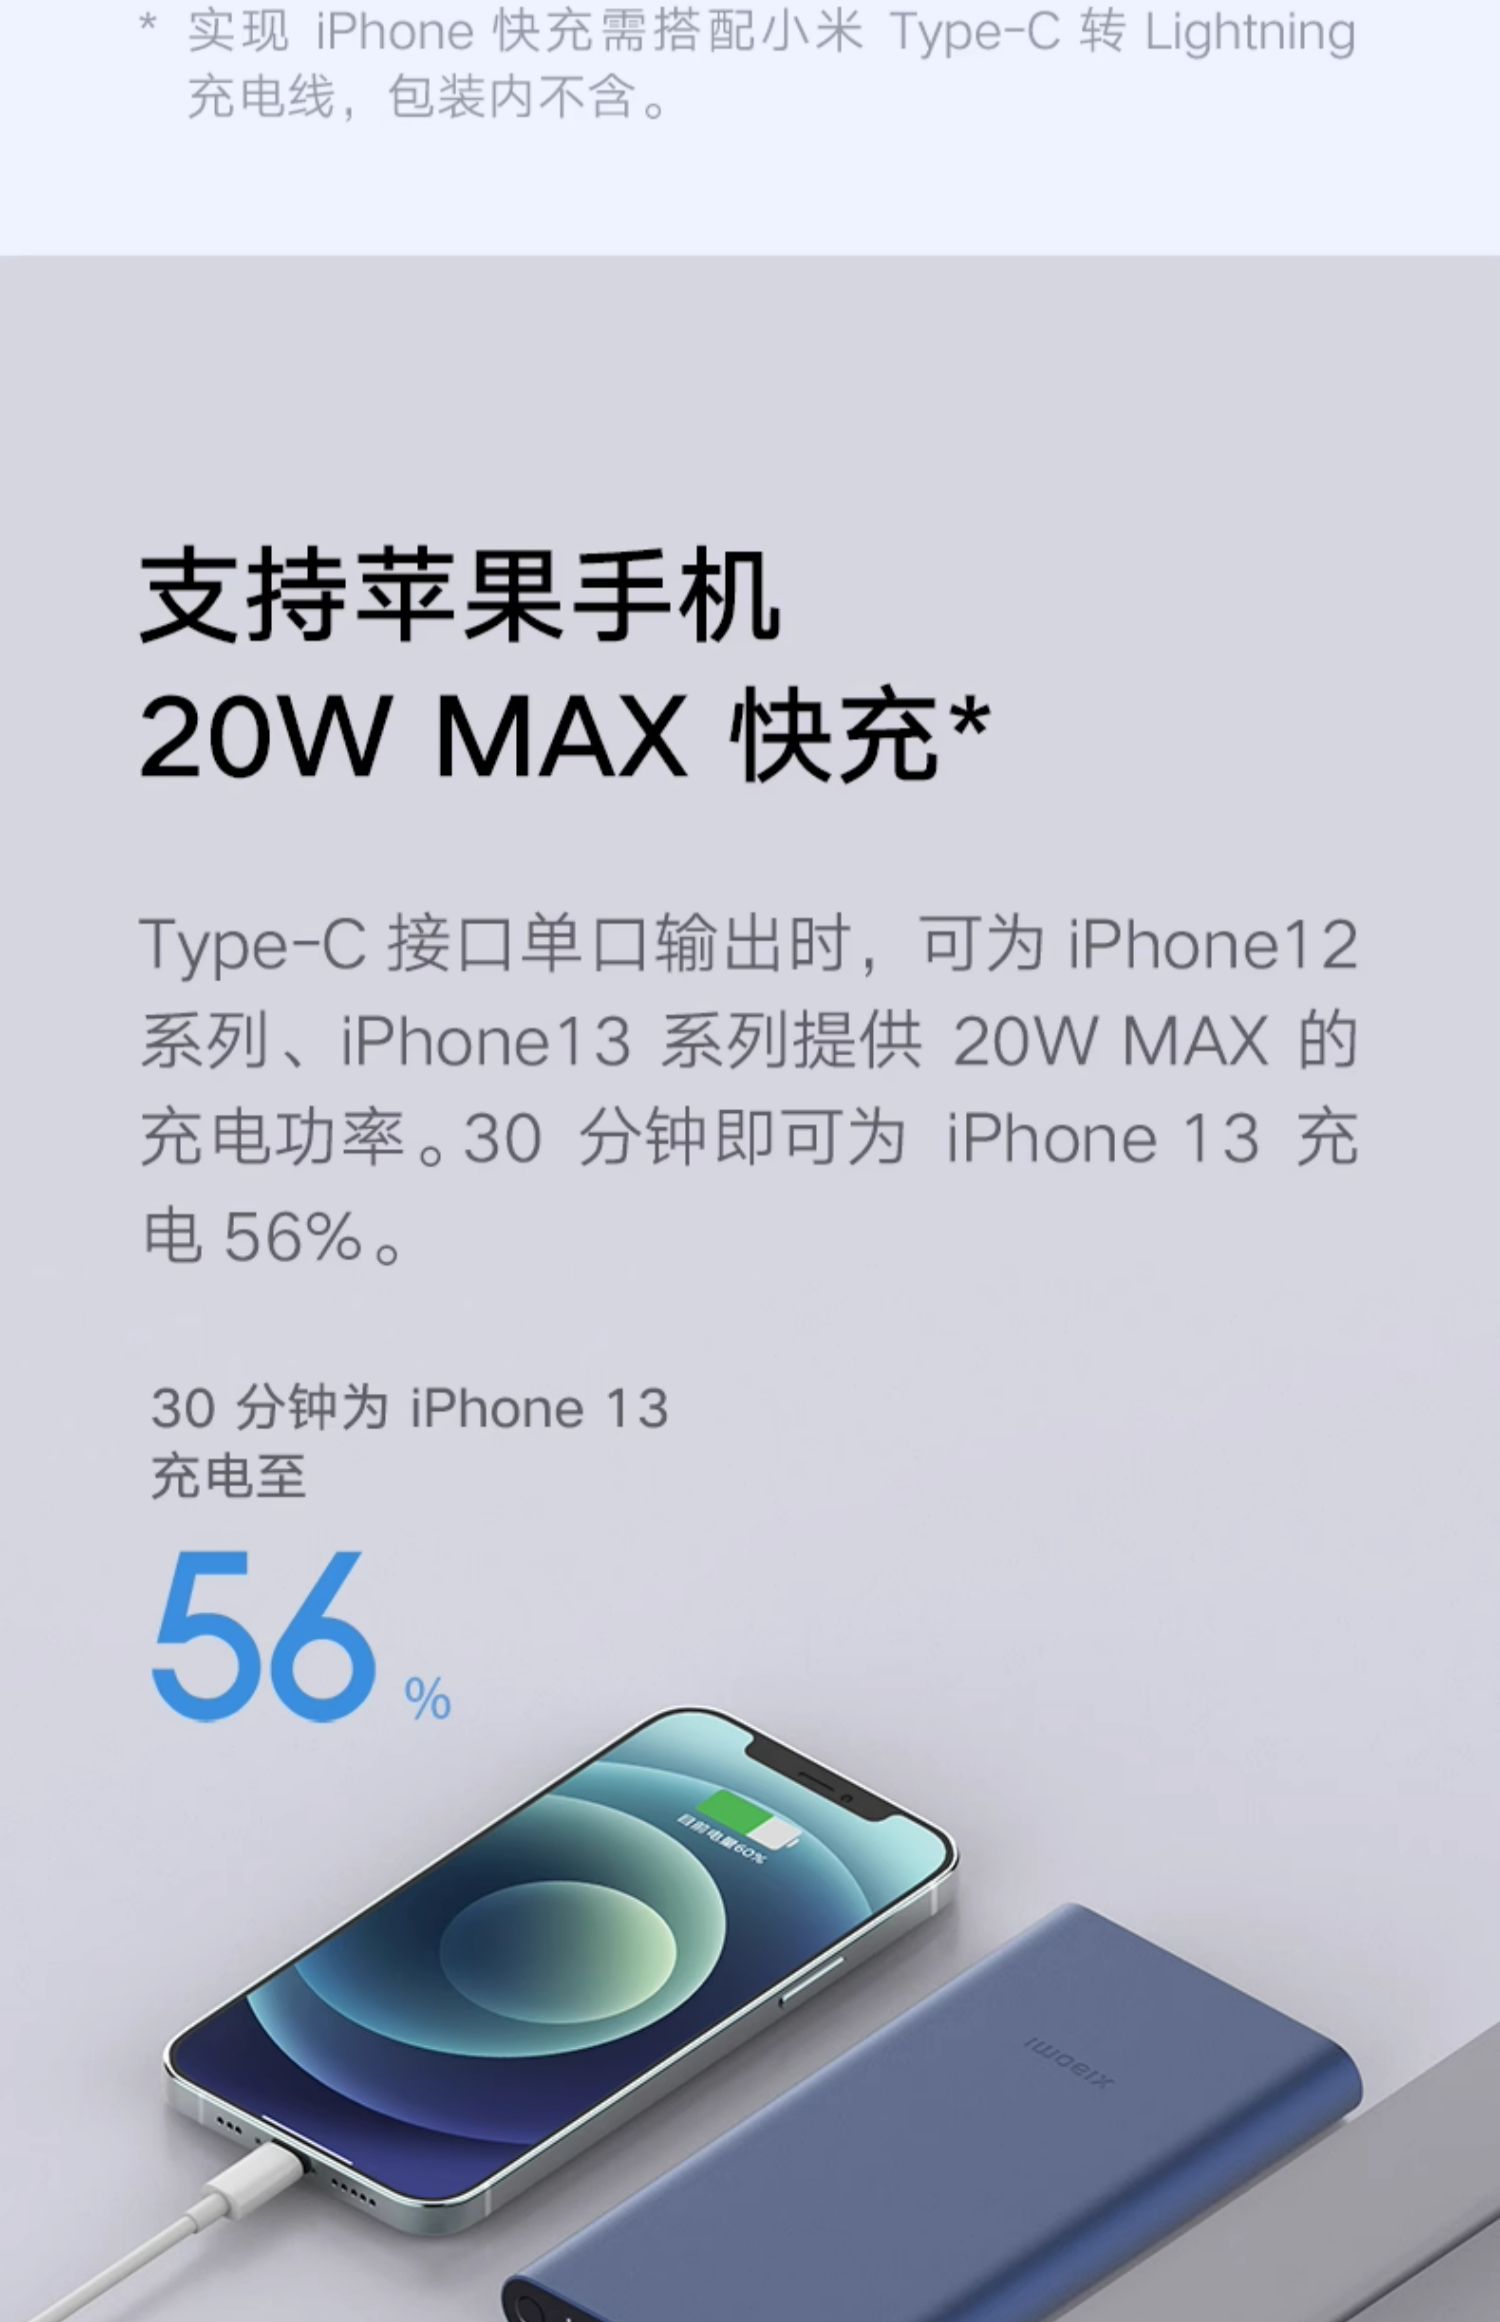 * 实现 iPhone 快充需搭配小米 Type-C 转 Lightning
充电线，包装内不含。
支持苹果手机
20W MAX 快充*
Type-C 接口单口输出时，可为 iPhone12
系列、iPhone13 系列提供 20W MAX 的
充电功率。30 分钟即可为 iPhone 13 充
电 56%。
30 分钟为 iPhone 13
充电至
56 %
目前电量60%
xiaomi